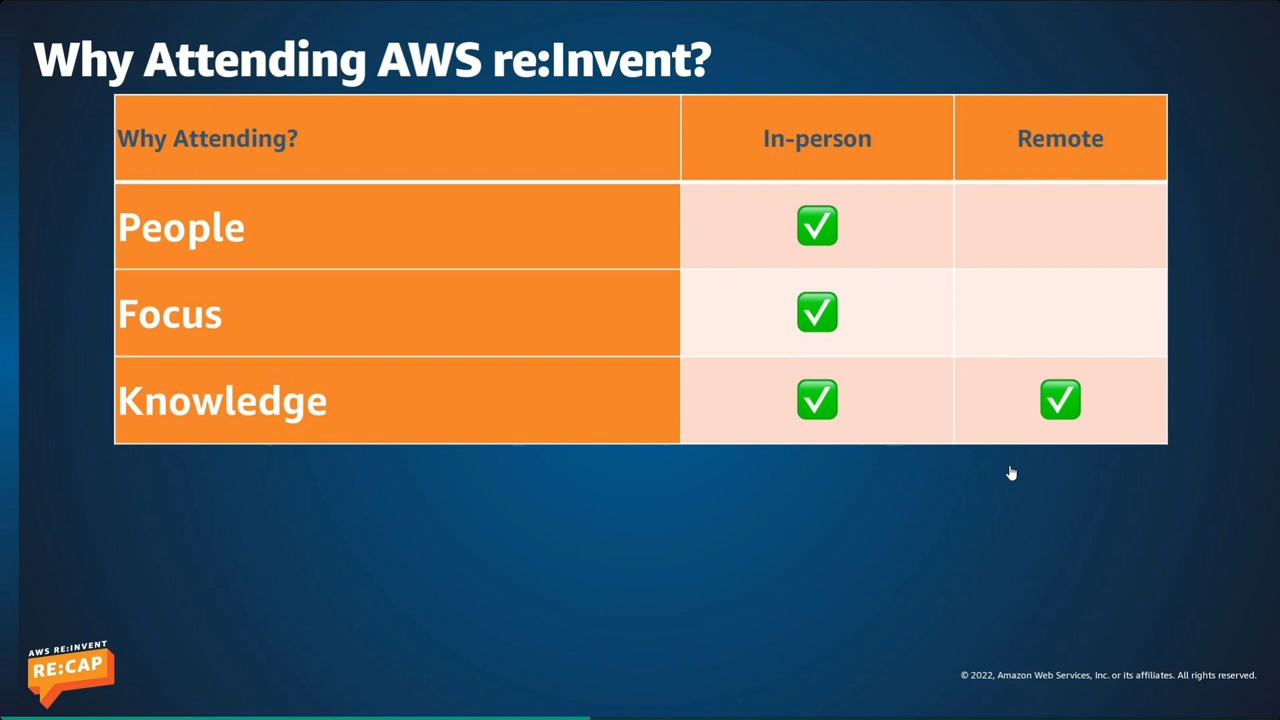 Why Attending AWS re:Invent?
Why Attending? In-person Remote
People ✅
Focus ✅
Knowledge ✅ ✅
AWS RE:INVENT
RE:CAP
© 2022, Amazon Web Services, Inc. or its affiliates. All rights reserved.